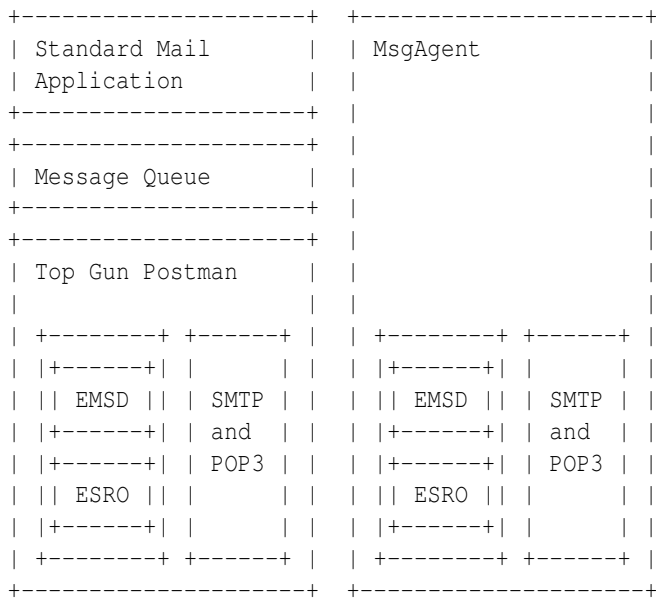 +---------------------+  +---------------------+
| Standard Mail       |  | MsgAgent            |
| Application         |  |                     |
+---------------------+  |                     |
+---------------------+  |                     |
| Message Queue       |  |                     |
+---------------------+  |                     |
+---------------------+  |                     |
| Top Gun Postman     |  |                     |
|                     |  |                     |
| +--------+ +------+ |  | +--------+ +------+ |
| |+------+| |      | |  | |+------+| |      | |
| || EMSD || | SMTP | |  | || EMSD || | SMTP | |
| |+------+| | and  | |  | |+------+| | and  | |
| |+------+| | POP3 | |  | |+------+| | POP3 | |
| || ESRO || |      | |  | || ESRO || |      | |
| |+------+| |      | |  | |+------+| |      | |
| +--------+ +------+ |  | +--------+ +------+ |
+---------------------+  +---------------------+